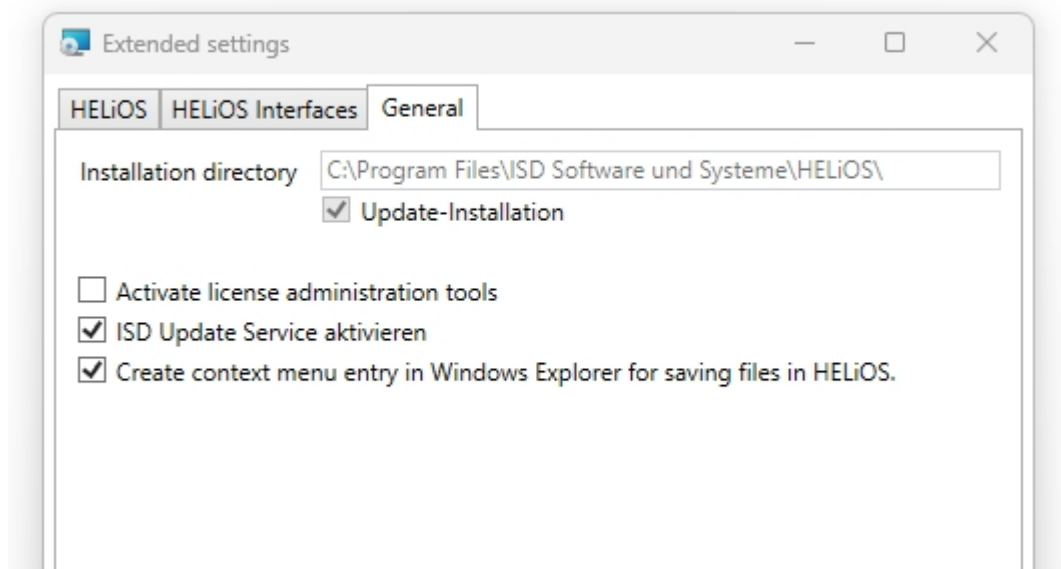 Extended settings
HELiOS HELiOS Interfaces General
Installation directory C:\Program Files\ISD Software und Systeme\HELiOS\
Update-Installation
Activate license administration tools
ISD Update Service aktivieren
Create context menu entry in Windows Explorer for saving files in HELiOS.